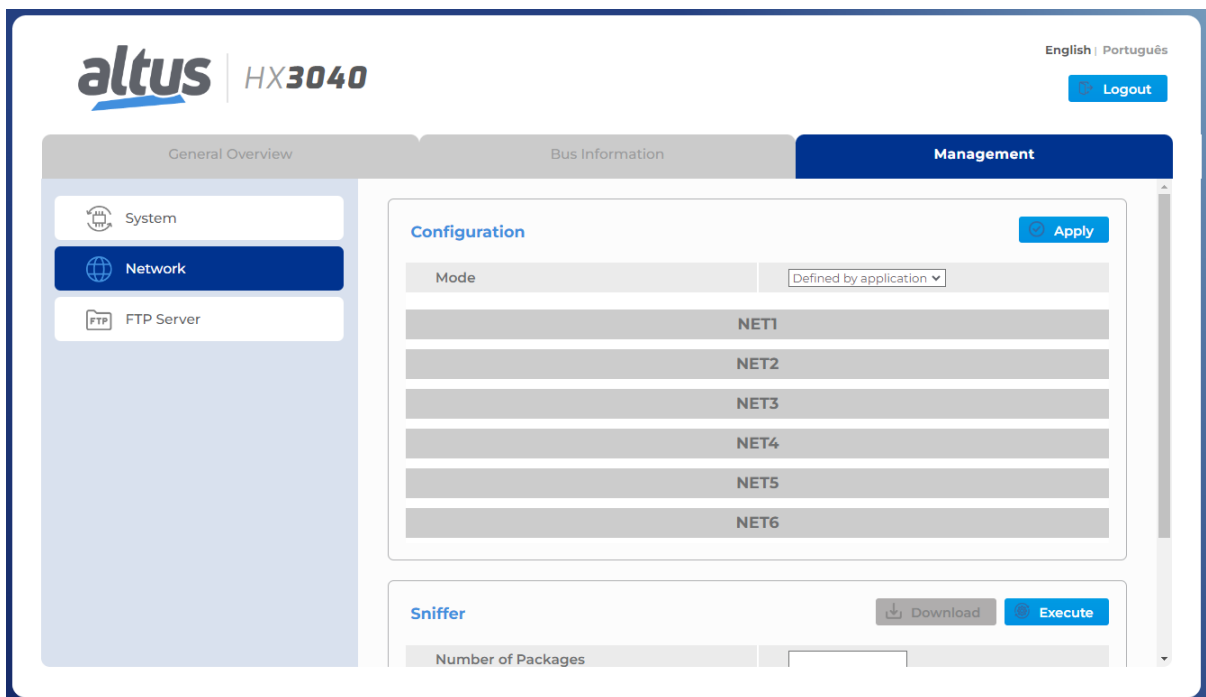 altus HX3040
English | Português
Logout
General Overview Bus Information Management
System
Network
FTP FTP Server
Configuration Apply
Mode Defined by application
NET1
NET2
NET3
NET4
NET5
NET6
Sniffer Download Execute
Number of Packages